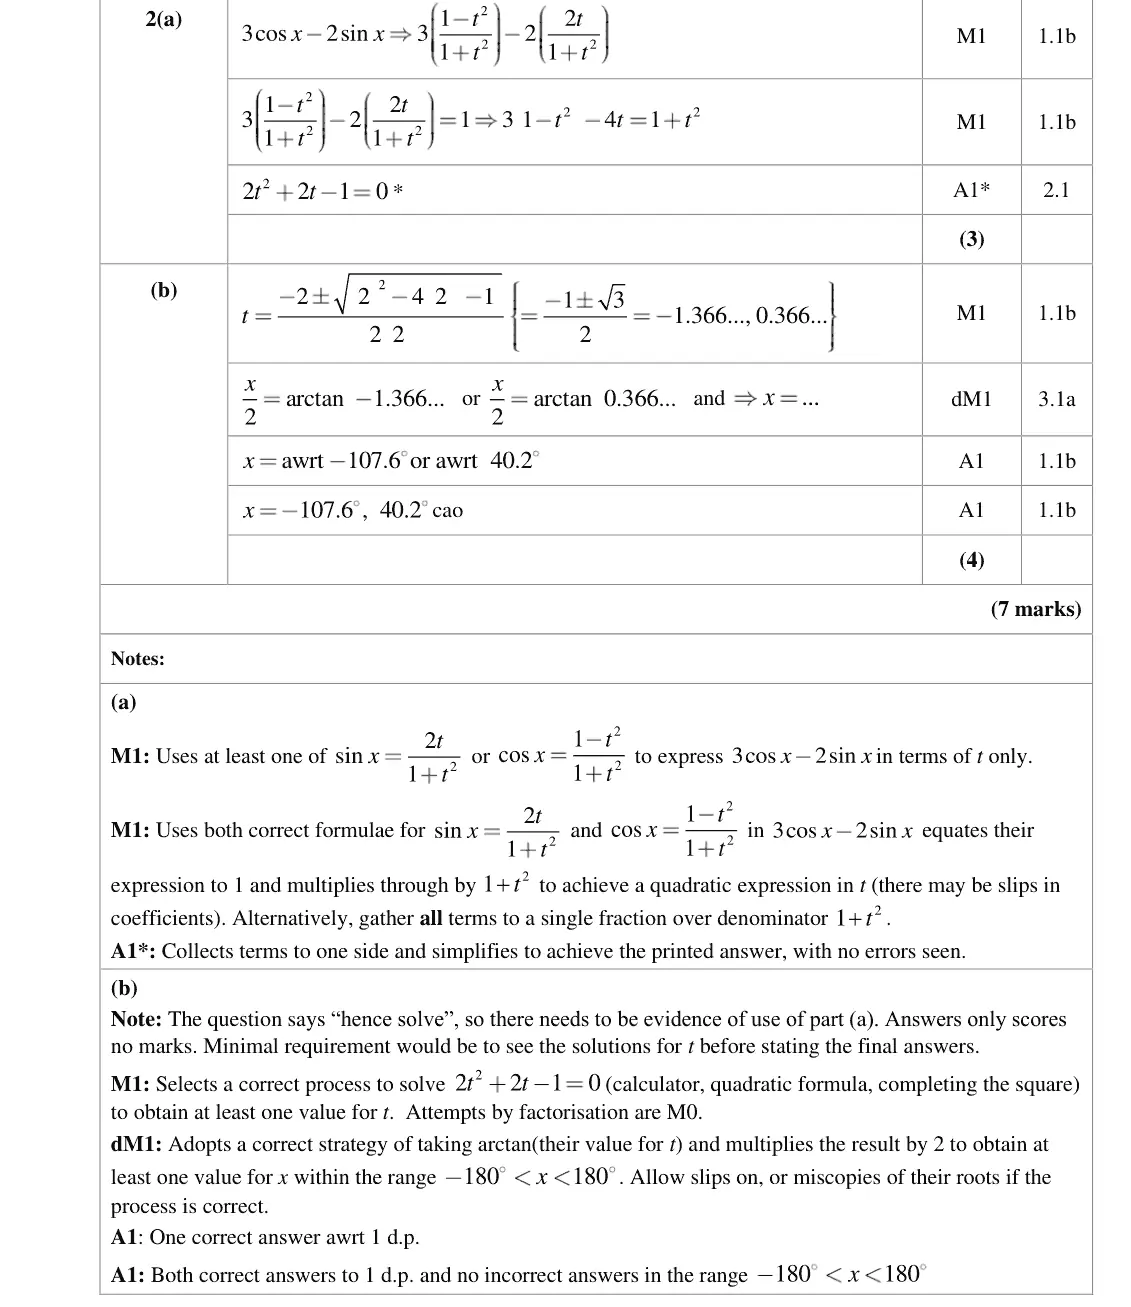 2(a) 3cos x − 2sin x ⇒ 3((1−t²)/(1+t²)) − 2(2t/(1+t²)) M1 1.1b
3((1−t²)/(1+t²)) − 2(2t/(1+t²)) = 1 ⇒ 3 1−t² −4t = 1+t² M1 1.1b
2t² + 2t − 1 = 0 * A1* 2.1
(3)
(b) t = (−2 ± √(2 ² − 4 2 −1))/(2 2) {= (−1 ± √3)/2 = −1.366..., 0.366...} M1 1.1b
x/2 = arctan −1.366... or x/2 = arctan 0.366... and ⇒ x = ... dM1 3.1a
x = awrt −107.6° or awrt 40.2° A1 1.1b
x = −107.6°, 40.2° cao A1 1.1b
(4)
(7 marks)
Notes:
(a)
M1: Uses at least one of sin x = 2t/(1+t²) or cos x = (1−t²)/(1+t²) to express 3cos x − 2sin x in terms of t only.
M1: Uses both correct formulae for sin x = 2t/(1+t²) and cos x = (1−t²)/(1+t²) in 3cos x − 2sin x equates their
expression to 1 and multiplies through by 1+t² to achieve a quadratic expression in t (there may be slips in
coefficients). Alternatively, gather all terms to a single fraction over denominator 1+t².
A1*: Collects terms to one side and simplifies to achieve the printed answer, with no errors seen.
(b)
Note: The question says “hence solve”, so there needs to be evidence of use of part (a). Answers only scores
no marks. Minimal requirement would be to see the solutions for t before stating the final answers.
M1: Selects a correct process to solve 2t² + 2t − 1 = 0 (calculator, quadratic formula, completing the square)
to obtain at least one value for t. Attempts by factorisation are M0.
dM1: Adopts a correct strategy of taking arctan(their value for t) and multiplies the result by 2 to obtain at
least one value for x within the range −180° < x < 180°. Allow slips on, or miscopies of their roots if the
process is correct.
A1: One correct answer awrt 1 d.p.
A1: Both correct answers to 1 d.p. and no incorrect answers in the range −180° < x < 180°